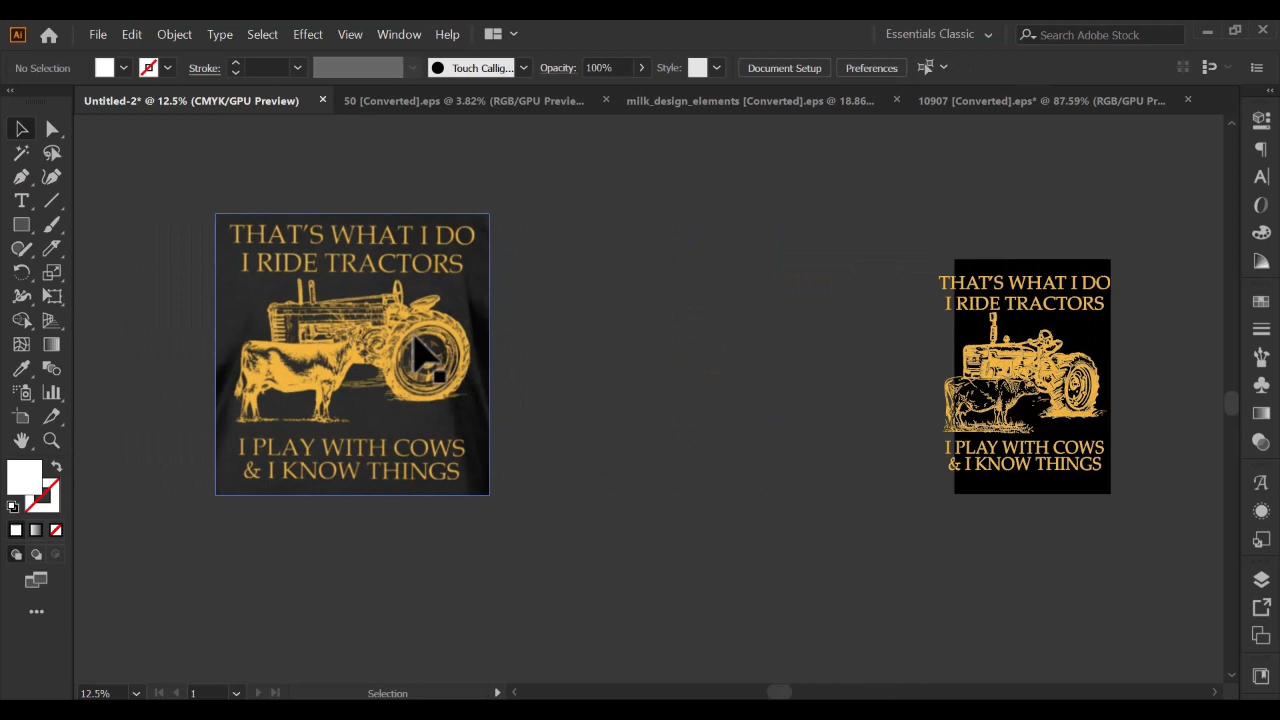 Ai
File
Edit
Object
Type
Select
Effect
View
Window
Help
Essentials Classic
Search Adobe Stock
No Selection
Stroke:
Touch Callig...
Opacity:
100%
Style:
Document Setup
Preferences
Untitled-2* @ 12.5% (CMYK/GPU Preview)
50 [Converted].eps @ 3.82% (RGB/GPU Previe...
milk_design_elements [Converted].eps @ 18.86...
10907 [Converted].eps* @ 87.59% (RGB/GPU Pr...
THAT'S WHAT I DO
I RIDE TRACTORS
I PLAY WITH COWS
& I KNOW THINGS
THAT'S WHAT I DO
I RIDE TRACTORS
I PLAY WITH COWS
& I KNOW THINGS
12.5%
1
Selection